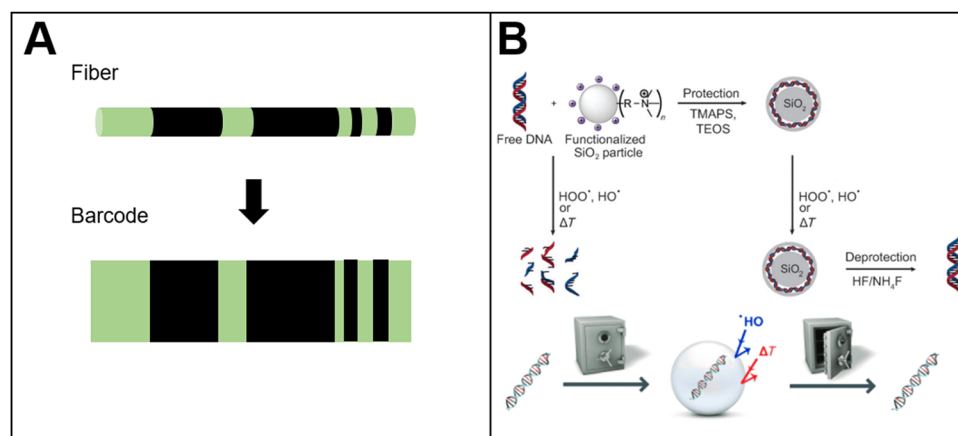 A
Fiber
Barcode
B
Free DNA
+
Functionalized
SiO₂ particle
(R–N)n
Protection
TMAPS,
TEOS
SiO₂
HOO•, HO•
or
ΔT
HOO•, HO•
or
ΔT
SiO₂
Deprotection
HF/NH₄F
•HO
ΔT